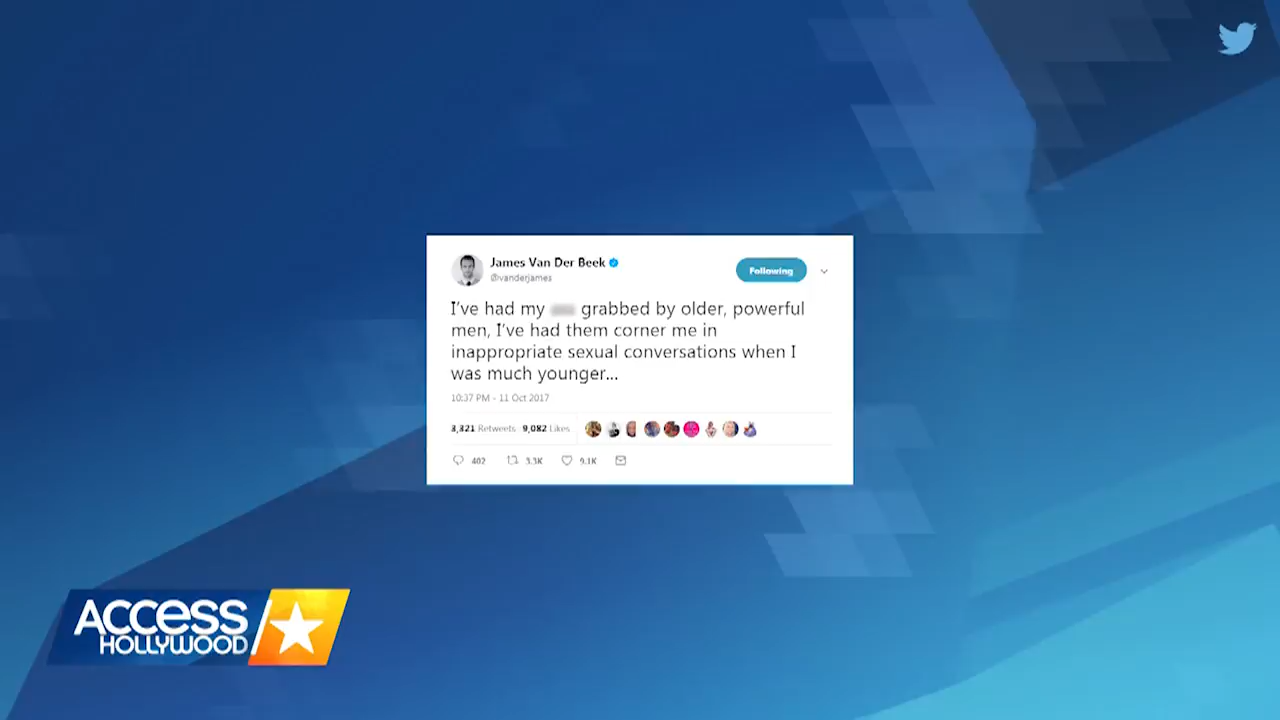 James Van Der Beek
@vanderjames
Following
I've had my grabbed by older, powerful
men, I've had them corner me in
inappropriate sexual conversations when I
was much younger...
10:37 PM - 11 Oct 2017
3,321 Retweets 9,082 Likes
402 3.3K 9.1K
ACCESS
HOLLYWOOD